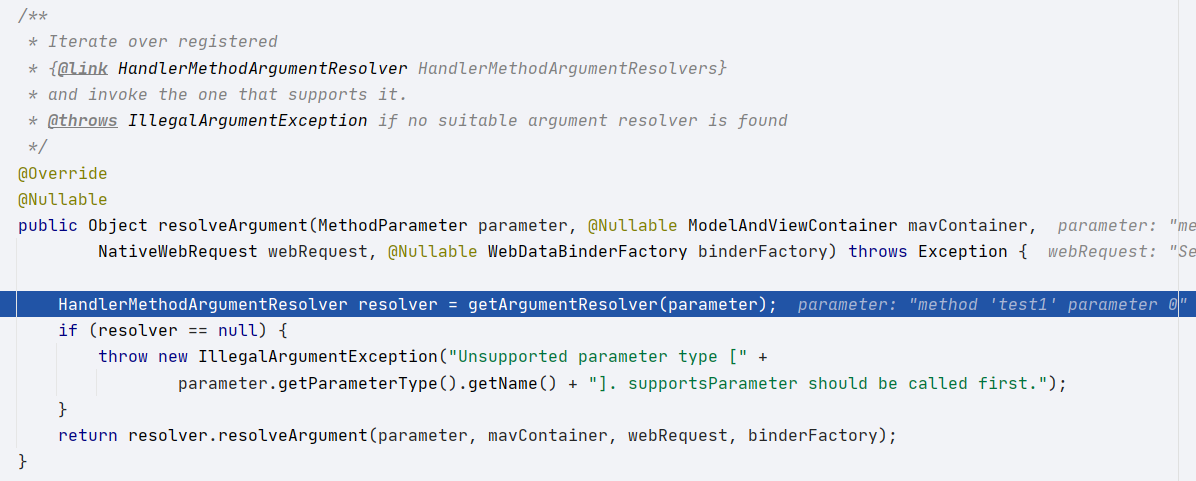 /**
 * Iterate over registered
 * {@link HandlerMethodArgumentResolver HandlerMethodArgumentResolvers}
 * and invoke the one that supports it.
 * @throws IllegalArgumentException if no suitable argument resolver is found
 */
@Override
@Nullable
public Object resolveArgument(MethodParameter parameter, @Nullable ModelAndViewContainer mavContainer,  parameter: "me
        NativeWebRequest webRequest, @Nullable WebDataBinderFactory binderFactory) throws Exception {  webRequest: "Se
    HandlerMethodArgumentResolver resolver = getArgumentResolver(parameter);  parameter: "method 'test1' parameter 0"
    if (resolver == null) {
        throw new IllegalArgumentException("Unsupported parameter type [" +
                parameter.getParameterType().getName() + "]. supportsParameter should be called first.");
    }
    return resolver.resolveArgument(parameter, mavContainer, webRequest, binderFactory);
}